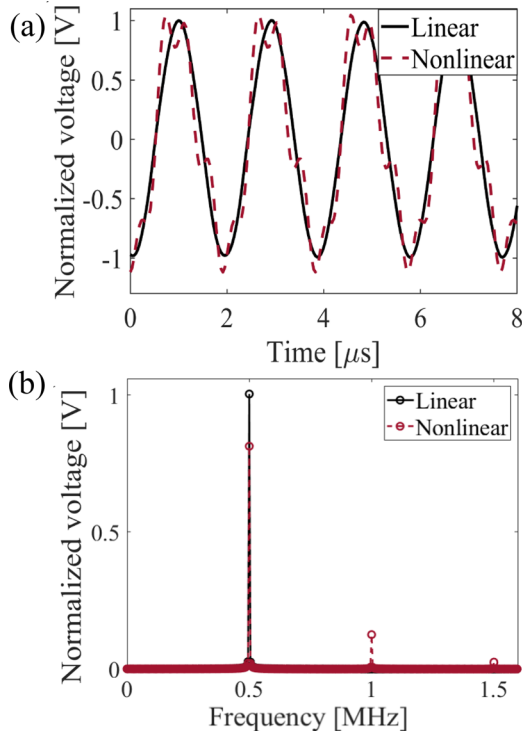 (a)
Normalized voltage [V]
1
0.5
0
-0.5
-1
Linear
Nonlinear
0
2
4
6
8
Time [μs]
(b)
Normalized voltage [V]
1
0.5
0
Linear
Nonlinear
0
0.5
1
1.5
Frequency [MHz]